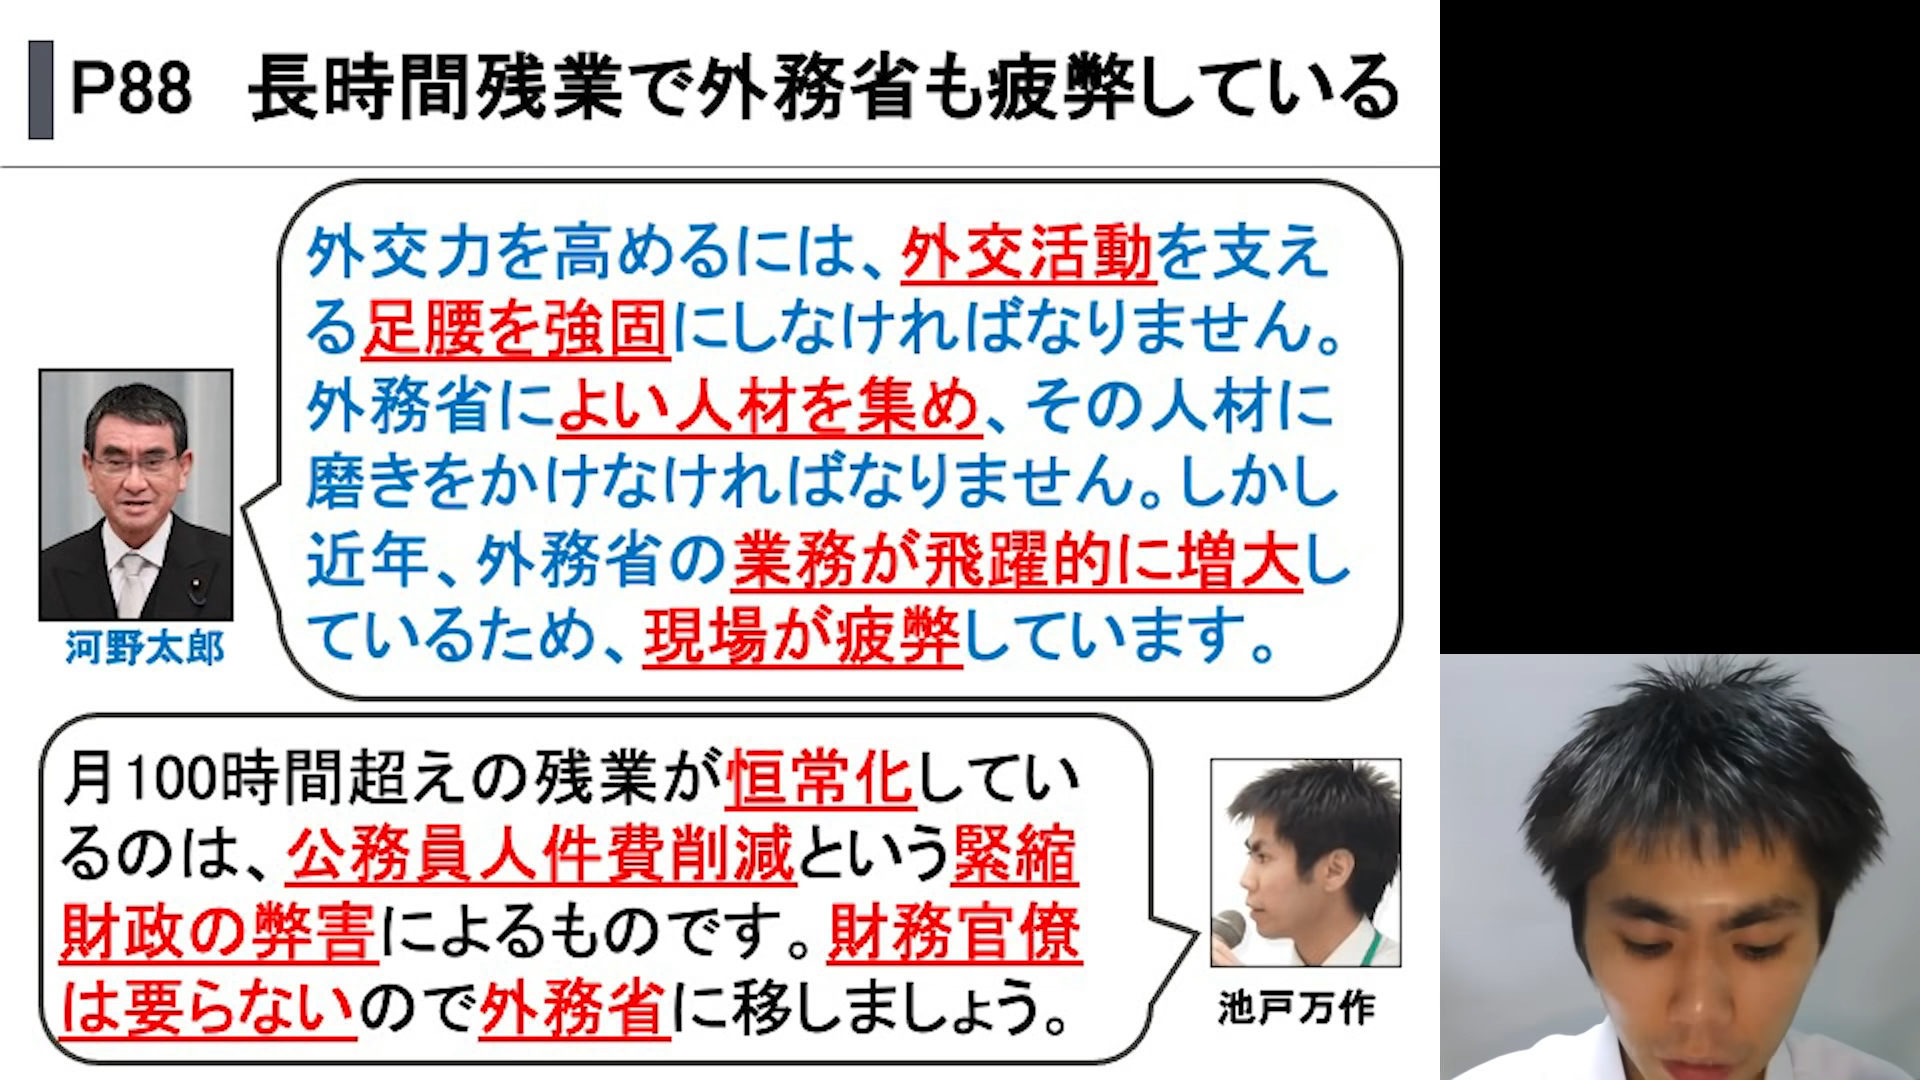 P88 長時間残業で外務省も疲弊している
外交力を高めるには、外交活動を支え
る足腰を強固にしなければなりません。
外務省によい人材を集め、その人材に
磨きをかけなければなりません。しかし
近年、外務省の業務が飛躍的に増大し
ているため、現場が疲弊しています。
河野太郎
月100時間超えの残業が恒常化してい
るのは、公務員人件費削減という緊縮
財政の弊害によるものです。財務官僚
は要らないので外務省に移しましょう。
池戸万作